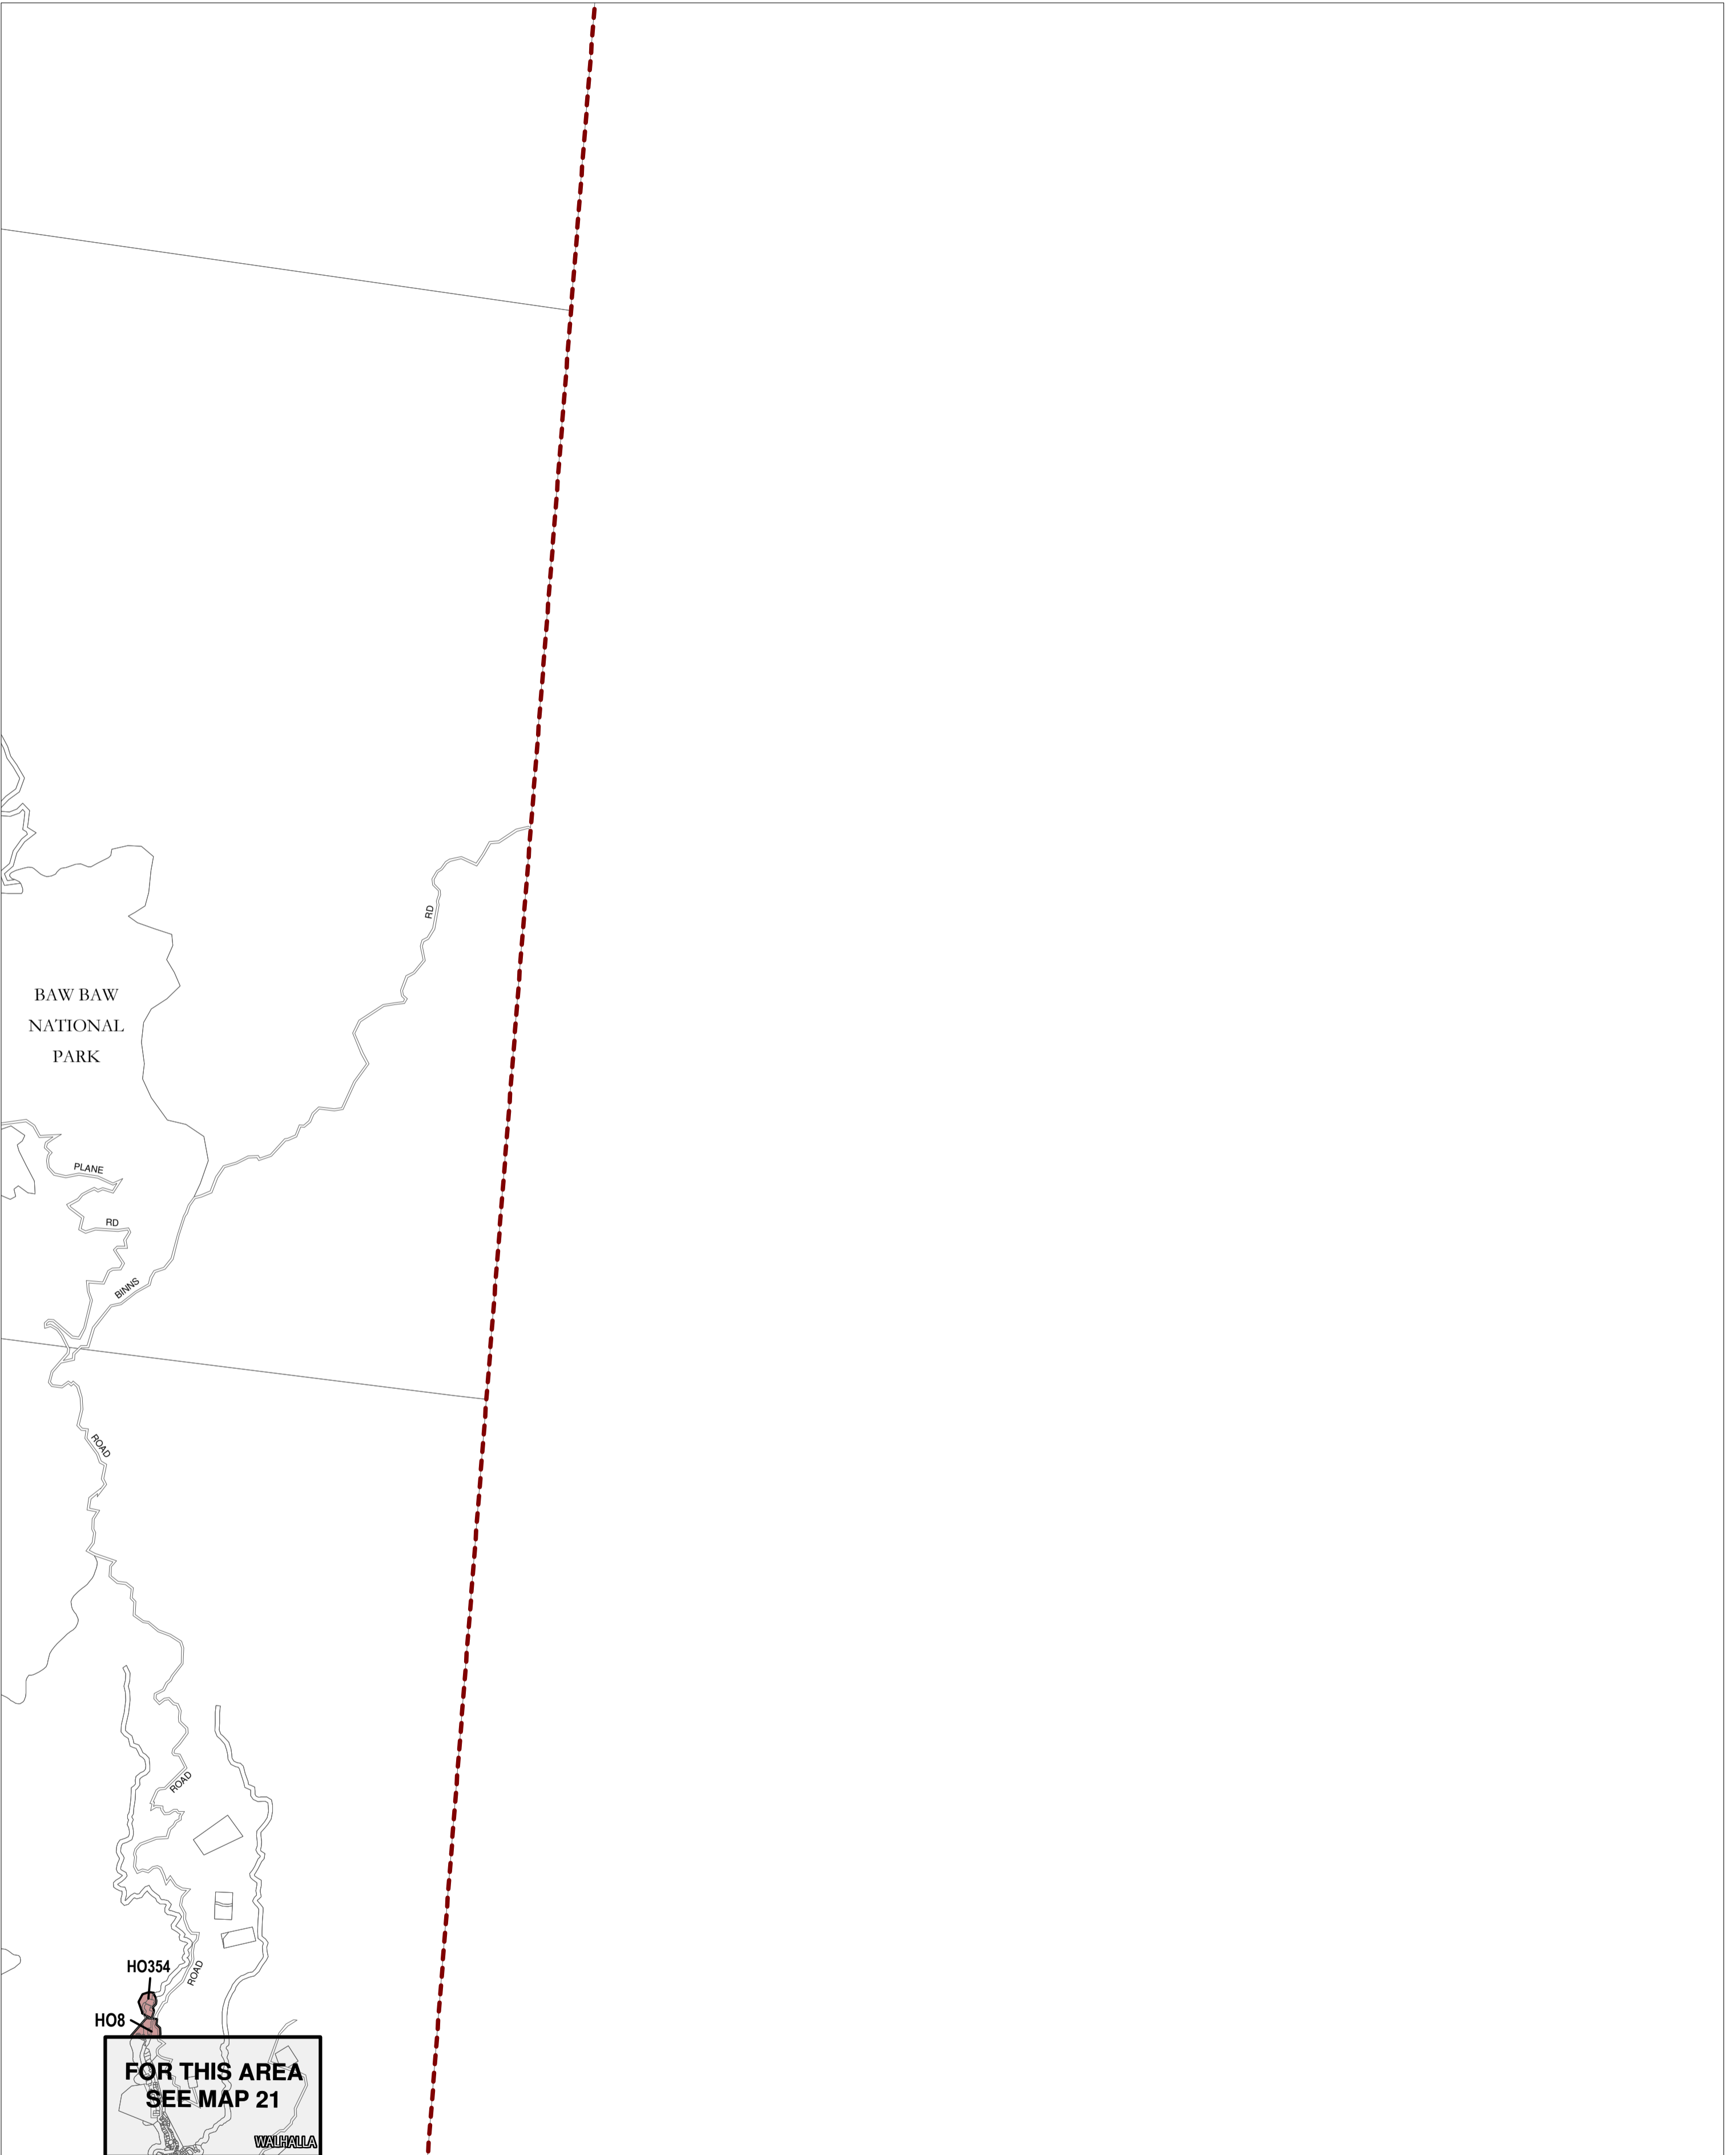 RD
BAW BAW
NATIONAL
PARK
PLANE
RD
BINNS
ROAD
ROAD
HO354
ROAD
HO8
FOR THIS AREA
SEE MAP 21
WALHALLA